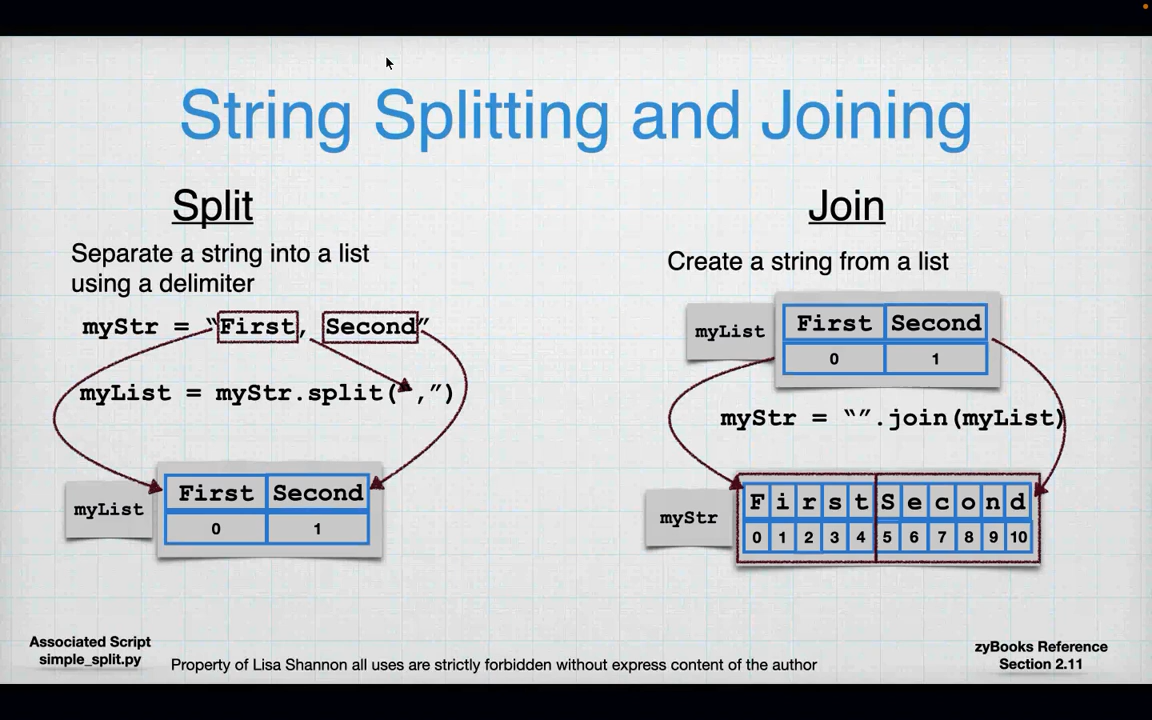 String Splitting and Joining
Split
Separate a string into a list
using a delimiter
myStr = “First, Second”
myList = myStr.split(“,”)
myList
First Second
0 1
Join
Create a string from a list
myList
First Second
0 1
myStr = “”.join(myList)
myStr
F i r s t S e c o n d
0 1 2 3 4 5 6 7 8 9 10
Associated Script
simple_split.py
Property of Lisa Shannon all uses are strictly forbidden without express content of the author
zyBooks Reference
Section 2.11